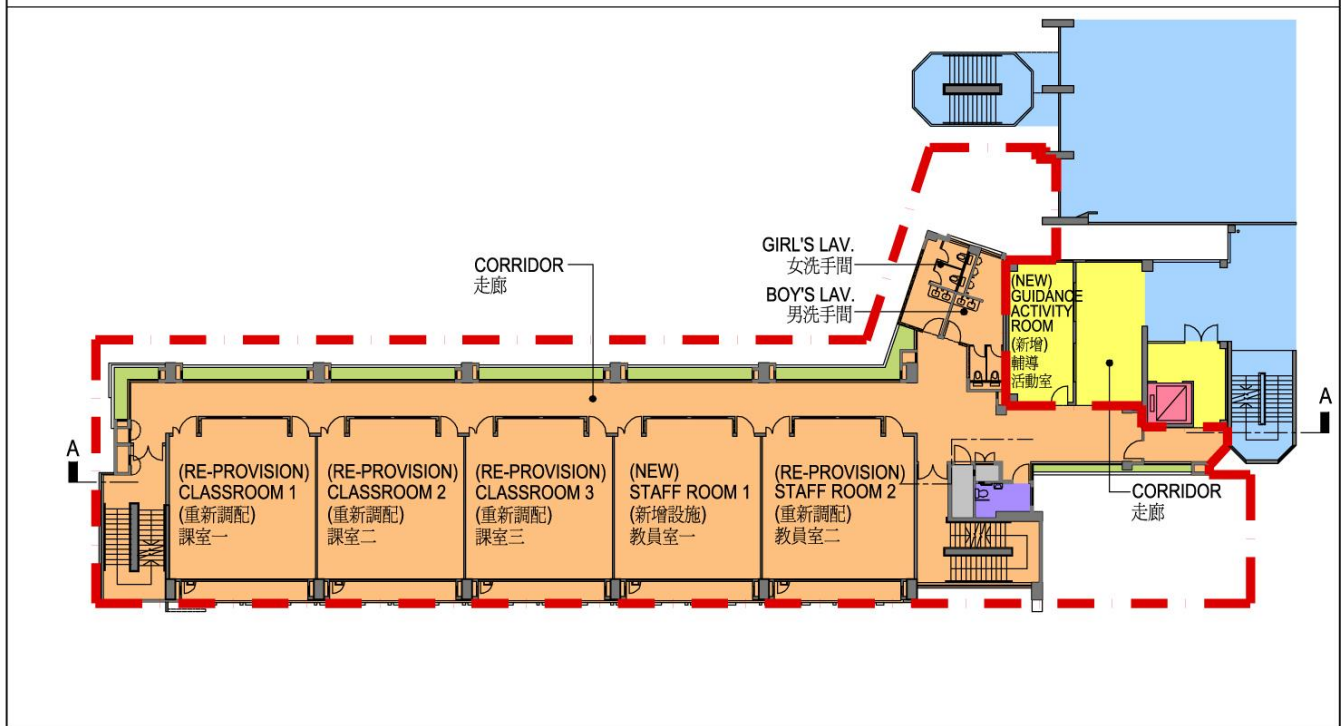 GIRL'S LAV.
女洗手間
BOY'S LAV.
男洗手間
CORRIDOR
走廊
(NEW)
GUIDANCE
ACTIVITY
ROOM
(新增)
輔導
活動室
A
A
(RE-PROVISION)
CLASSROOM 1
(重新調配)
課室一
(RE-PROVISION)
CLASSROOM 2
(重新調配)
課室二
(RE-PROVISION)
CLASSROOM 3
(重新調配)
課室三
(NEW)
STAFF ROOM 1
(新增設施)
教員室一
(RE-PROVISION)
STAFF ROOM 2
(重新調配)
教員室二
CORRIDOR
走廊